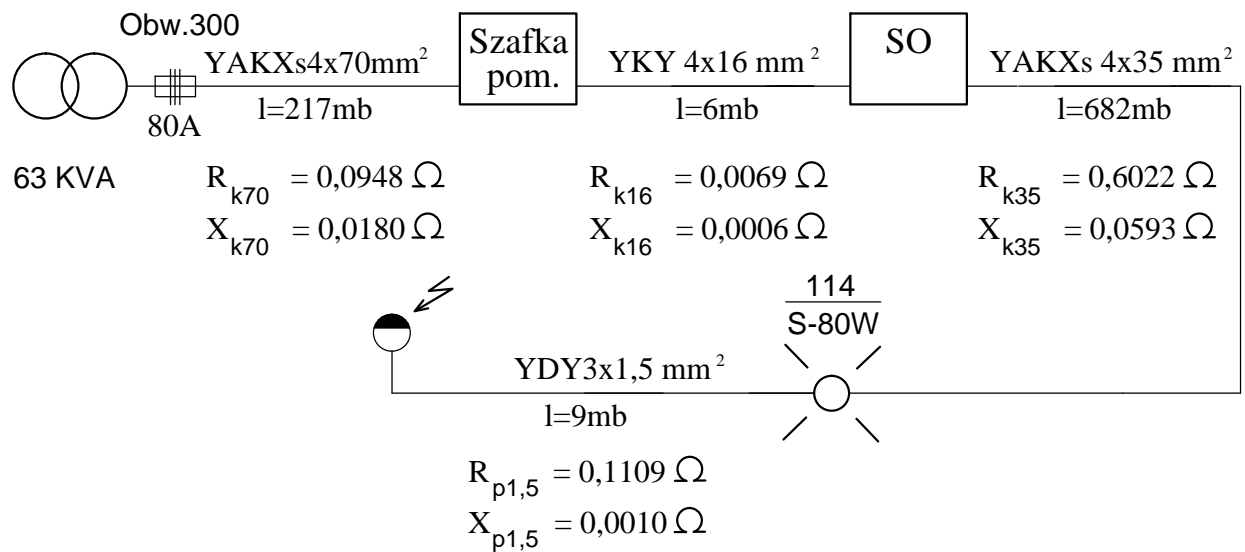 Obw.300
80A
63 KVA
YAKXs4x70mm²
l=217mb
R k70 = 0,0948 Ω
X k70 = 0,0180 Ω
Szafka
pom.
YKY 4x16 mm²
l=6mb
R k16 = 0,0069 Ω
X k16 = 0,0006 Ω
SO
YAKXs 4x35 mm²
l=682mb
R k35 = 0,6022 Ω
X k35 = 0,0593 Ω
114
S-80W
YDY3x1,5 mm²
l=9mb
R p1,5 = 0,1109 Ω
X p1,5 = 0,0010 Ω